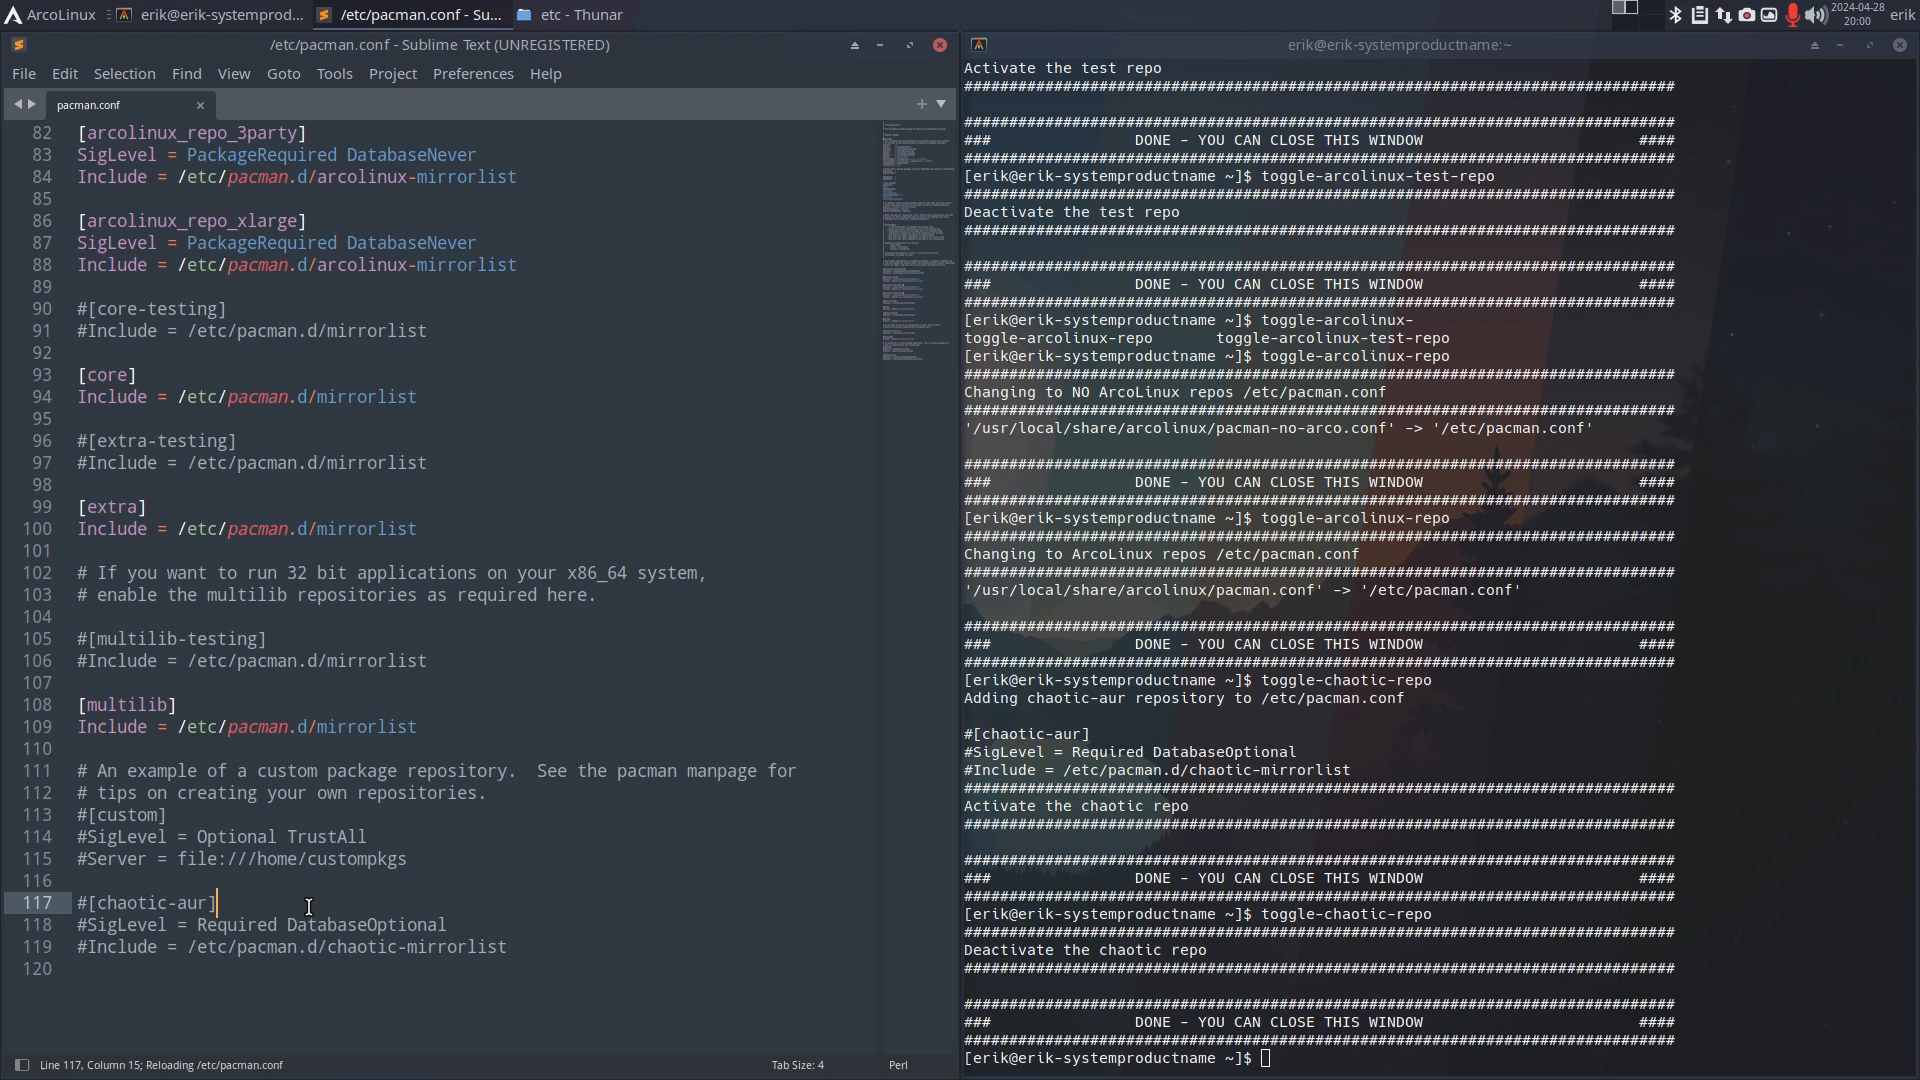 ArcoLinux
erik@erik-systemprod...
/etc/pacman.conf - Su...
etc - Thunar
2024-04-28
20:00
erik
/etc/pacman.conf - Sublime Text (UNREGISTERED)
File Edit Selection Find View Goto Tools Project Preferences Help
pacman.conf
82 [arcolinux_repo_3party]
83 SigLevel = PackageRequired DatabaseNever
84 Include = /etc/pacman.d/arcolinux-mirrorlist
85
86 [arcolinux_repo_xlarge]
87 SigLevel = PackageRequired DatabaseNever
88 Include = /etc/pacman.d/arcolinux-mirrorlist
89
90 #[core-testing]
91 #Include = /etc/pacman.d/mirrorlist
92
93 [core]
94 Include = /etc/pacman.d/mirrorlist
95
96 #[extra-testing]
97 #Include = /etc/pacman.d/mirrorlist
98
99 [extra]
100 Include = /etc/pacman.d/mirrorlist
101
102 # If you want to run 32 bit applications on your x86_64 system,
103 # enable the multilib repositories as required here.
104
105 #[multilib-testing]
106 #Include = /etc/pacman.d/mirrorlist
107
108 [multilib]
109 Include = /etc/pacman.d/mirrorlist
110
111 # An example of a custom package repository.  See the pacman manpage for
112 # tips on creating your own repositories.
113 #[custom]
114 #SigLevel = Optional TrustAll
115 #Server = file:///home/custompkgs
116
117 #[chaotic-aur]
118 #SigLevel = Required DatabaseOptional
119 #Include = /etc/pacman.d/chaotic-mirrorlist
120
Line 117, Column 15; Reloading /etc/pacman.conf
Tab Size: 4
Perl
erik@erik-systemproductname:~
Activate the test repo
###############################################################################
###############################################################################
###                DONE - YOU CAN CLOSE THIS WINDOW                        ####
###############################################################################
[erik@erik-systemproductname ~]$ toggle-arcolinux-test-repo
###############################################################################
Deactivate the test repo
###############################################################################
###############################################################################
###                DONE - YOU CAN CLOSE THIS WINDOW                        ####
###############################################################################
[erik@erik-systemproductname ~]$ toggle-arcolinux-
toggle-arcolinux-repo       toggle-arcolinux-test-repo
[erik@erik-systemproductname ~]$ toggle-arcolinux-repo
###############################################################################
Changing to NO ArcoLinux repos /etc/pacman.conf
###############################################################################
'/usr/local/share/arcolinux/pacman-no-arco.conf' -> '/etc/pacman.conf'
###############################################################################
###                DONE - YOU CAN CLOSE THIS WINDOW                        ####
###############################################################################
[erik@erik-systemproductname ~]$ toggle-arcolinux-repo
###############################################################################
Changing to ArcoLinux repos /etc/pacman.conf
###############################################################################
'/usr/local/share/arcolinux/pacman.conf' -> '/etc/pacman.conf'
###############################################################################
###                DONE - YOU CAN CLOSE THIS WINDOW                        ####
###############################################################################
[erik@erik-systemproductname ~]$ toggle-chaotic-repo
Adding chaotic-aur repository to /etc/pacman.conf
#[chaotic-aur]
#SigLevel = Required DatabaseOptional
#Include = /etc/pacman.d/chaotic-mirrorlist
###############################################################################
Activate the chaotic repo
###############################################################################
###############################################################################
###                DONE - YOU CAN CLOSE THIS WINDOW                        ####
###############################################################################
[erik@erik-systemproductname ~]$ toggle-chaotic-repo
###############################################################################
Deactivate the chaotic repo
###############################################################################
###############################################################################
###                DONE - YOU CAN CLOSE THIS WINDOW                        ####
###############################################################################
[erik@erik-systemproductname ~]$